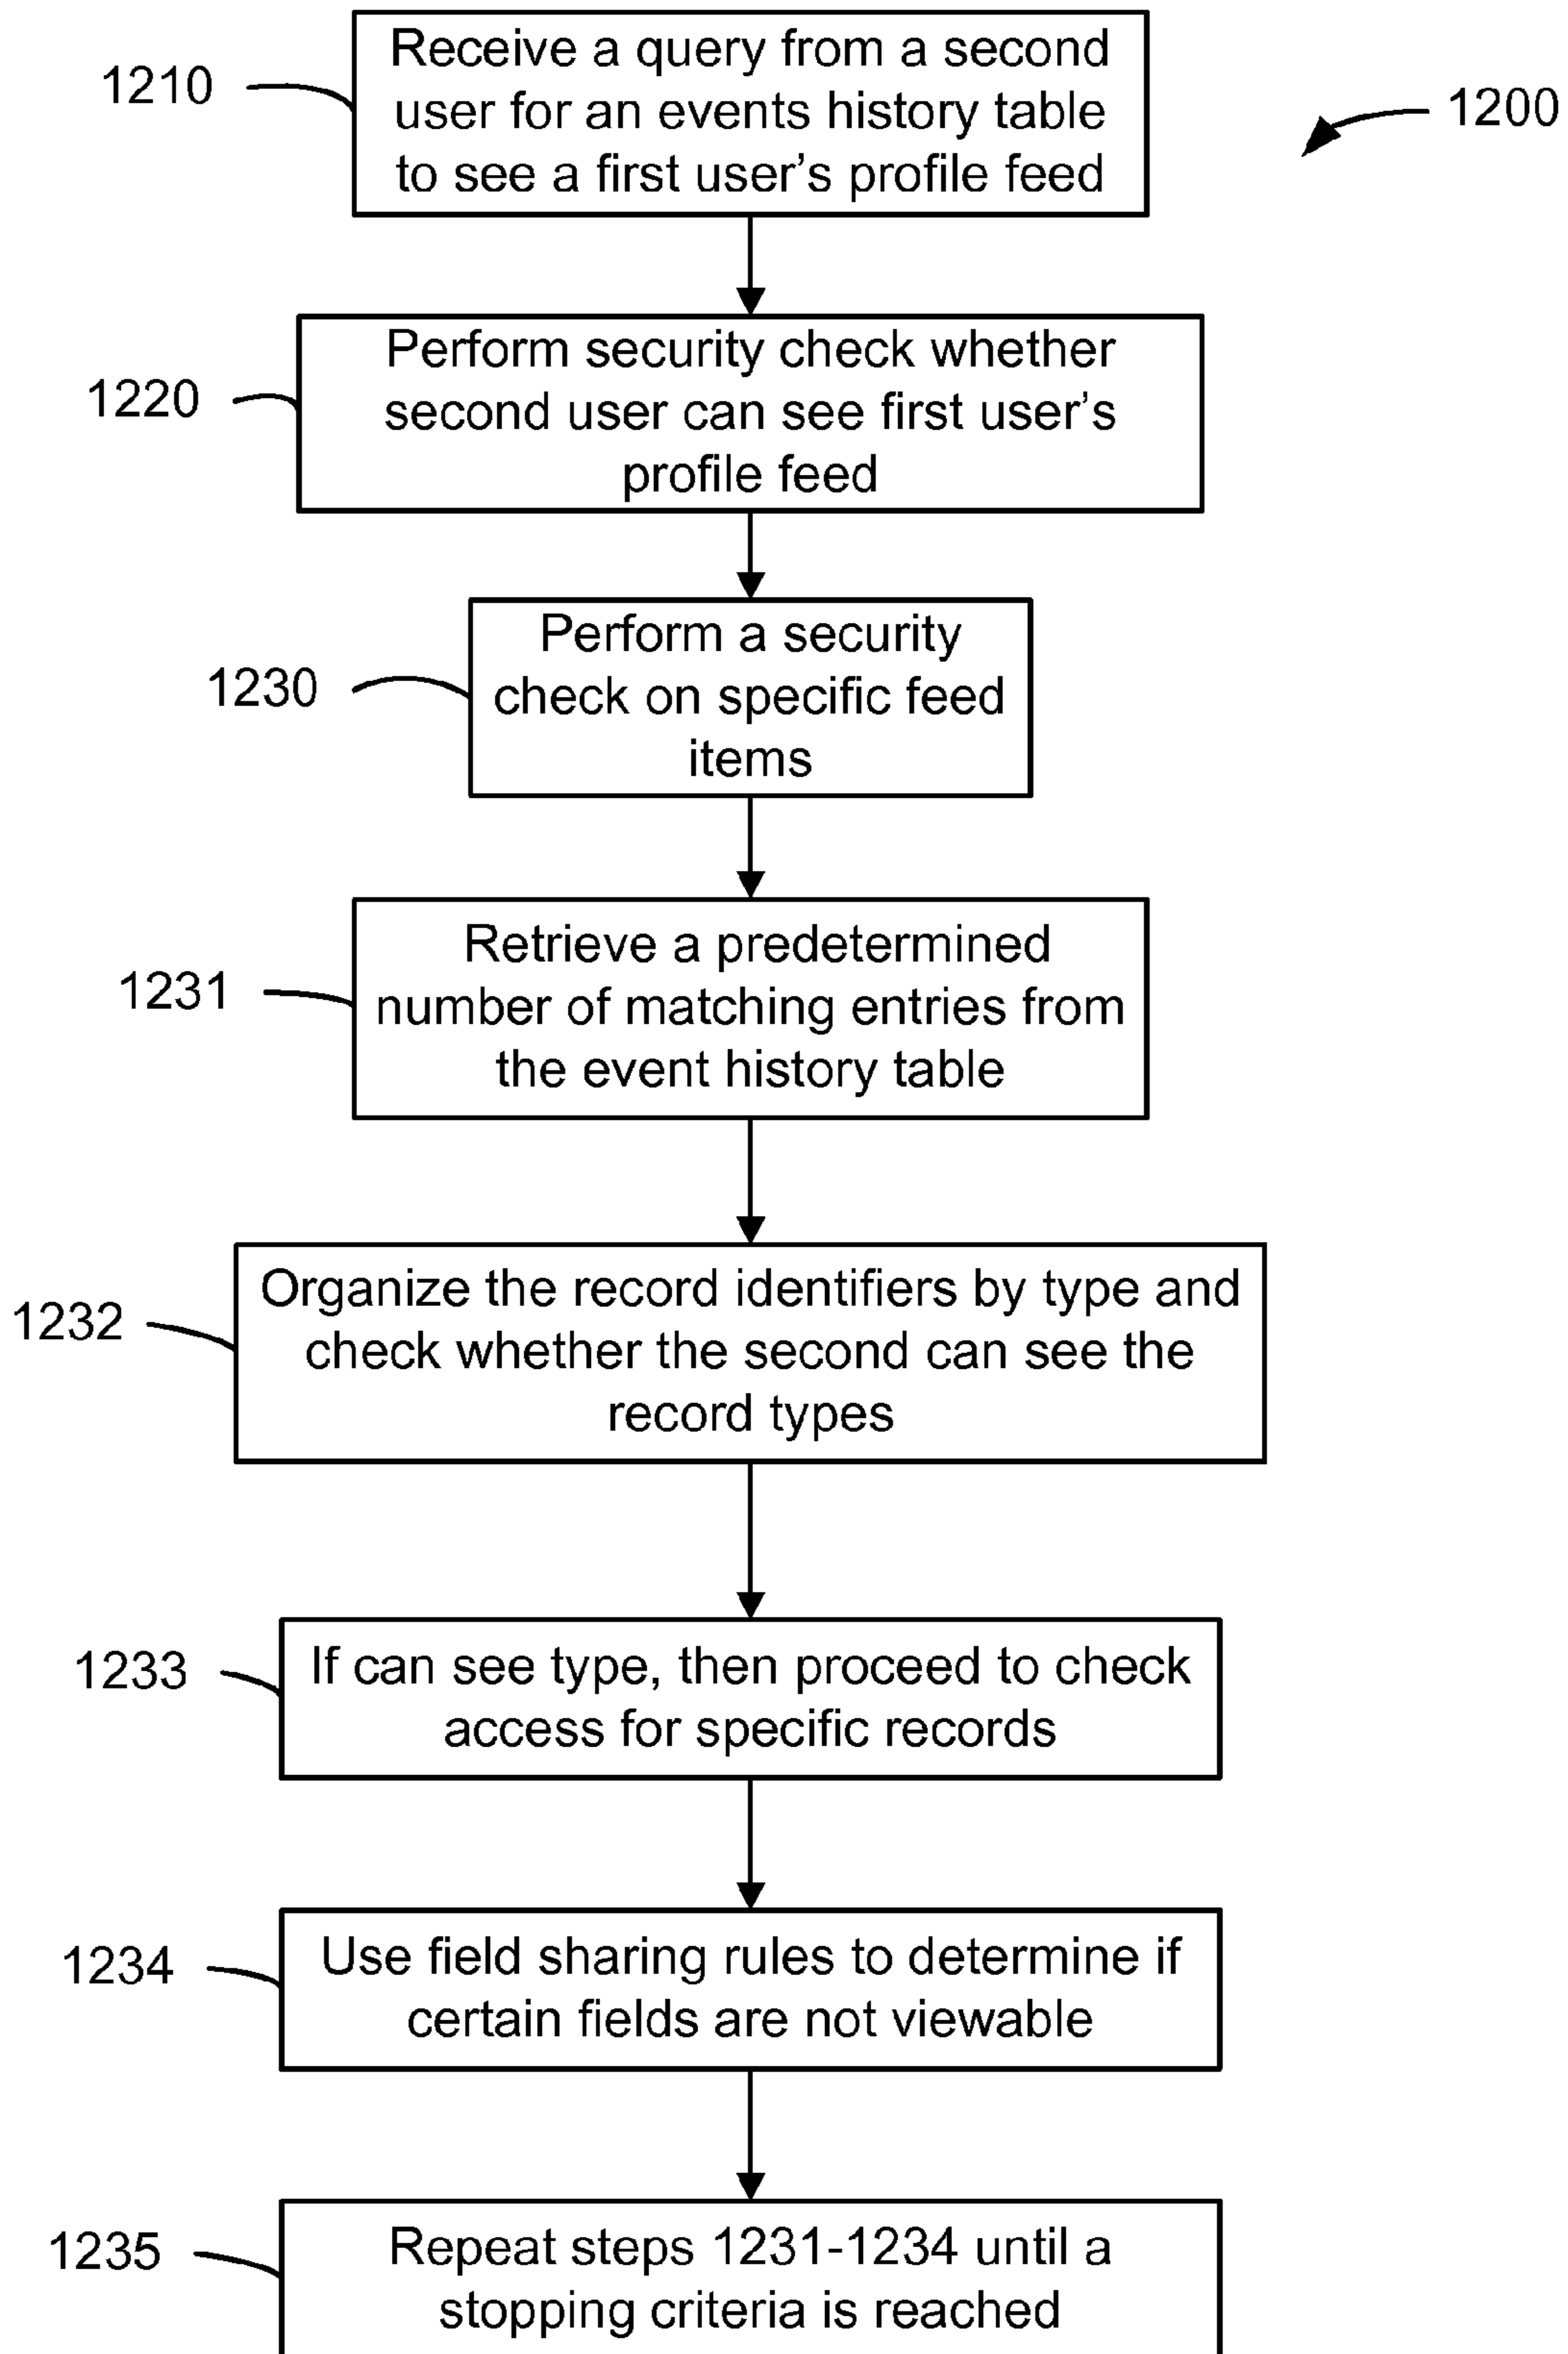 1200
1210
Receive a query from a second
user for an events history table
to see a first user's profile feed
1220
Perform security check whether
second user can see first user's
profile feed
1230
Perform a security
check on specific feed
items
1231
Retrieve a predetermined
number of matching entries from
the event history table
1232
Organize the record identifiers by type and
check whether the second can see the
record types
1233
If can see type, then proceed to check
access for specific records
1234
Use field sharing rules to determine if
certain fields are not viewable
1235
Repeat steps 1231-1234 until a
stopping criteria is reached